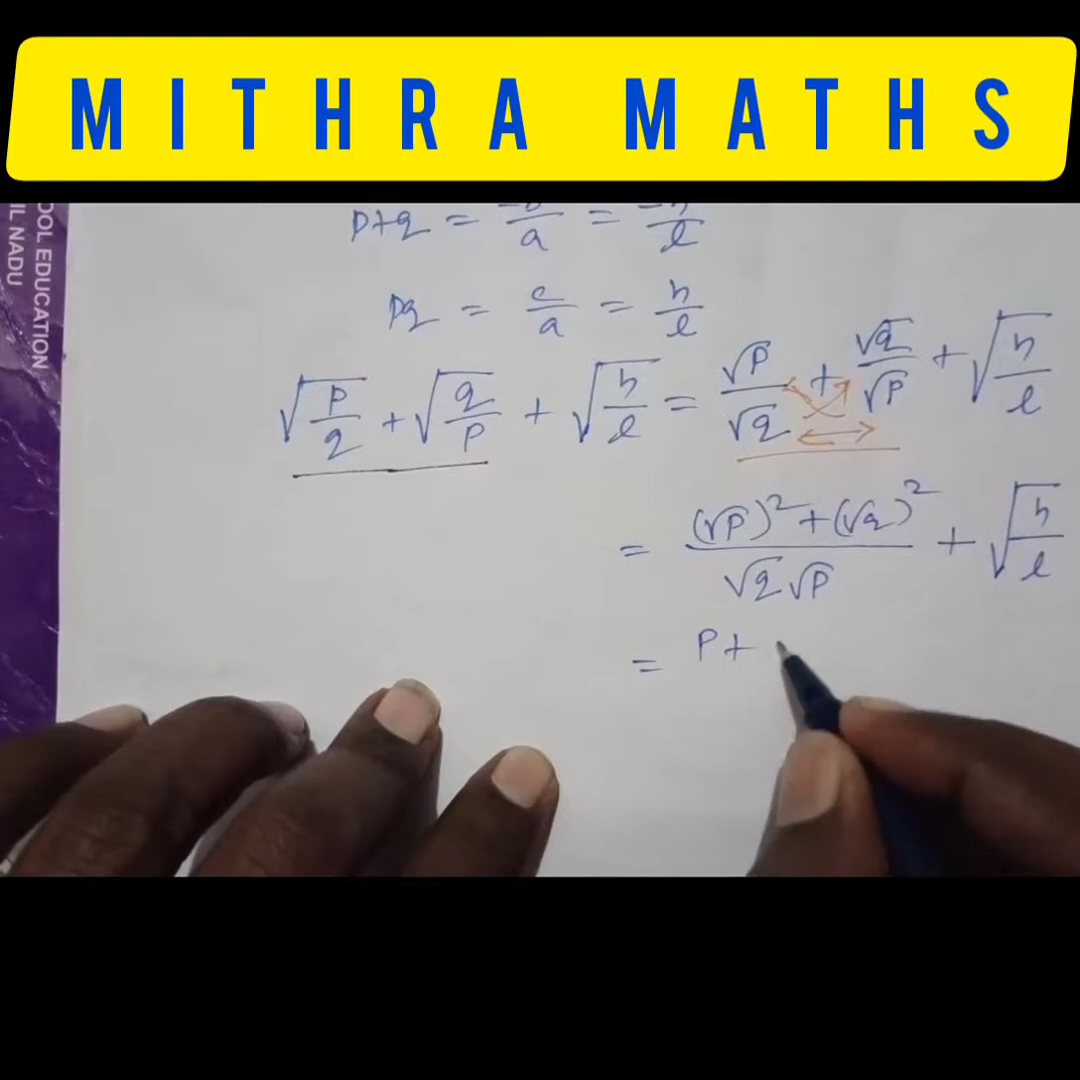 MITHRA MATHS
OOL EDUCATION
IL NADU
p+q = -b/a = -n/l
pq = c/a = n/l
√(p/q) + √(q/p) + √(n/l) = √p/√q + √q/√p + √(n/l)
= ((√p)² + (√q)²)/(√q √p) + √(n/l)
= p +